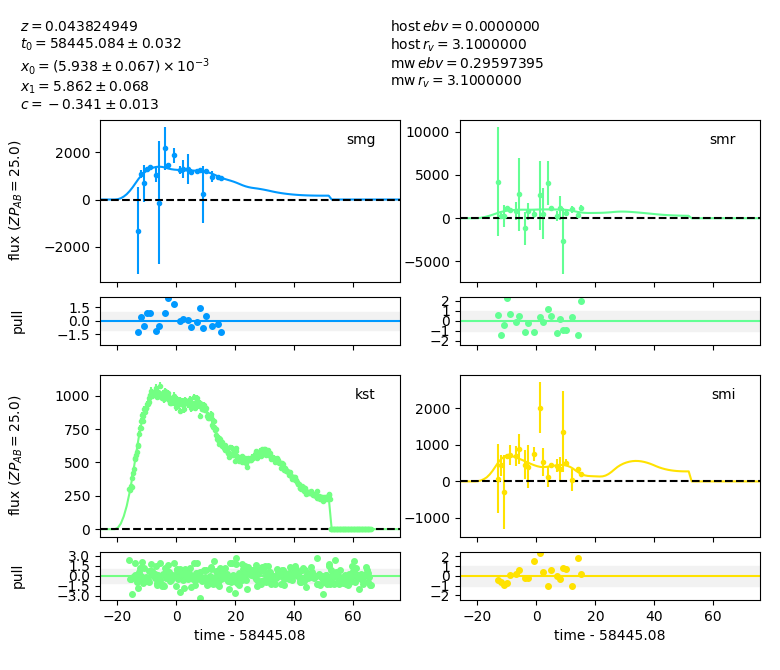 z = 0.043824949
t₀ = 58445.084 ± 0.032
x₀ = (5.938 ± 0.067) × 10⁻³
x₁ = 5.862 ± 0.068
c = −0.341 ± 0.013
host ebv = 0.0000000
host r_v = 3.1000000
mw ebv = 0.29597395
mw r_v = 3.1000000
smg
2000
0
−2000
flux (ZP_AB = 25.0)
smr
10000
5000
0
−5000
1.5
0.0
−1.5
pull
2
1
0
−1
−2
kst
1000
750
500
250
0
flux (ZP_AB = 25.0)
smi
2000
1000
0
−1000
3.0
1.5
0.0
−1.5
−3.0
pull
−20 0 20 40 60
time - 58445.08
2
1
0
−1
−2
−20 0 20 40 60
time - 58445.08